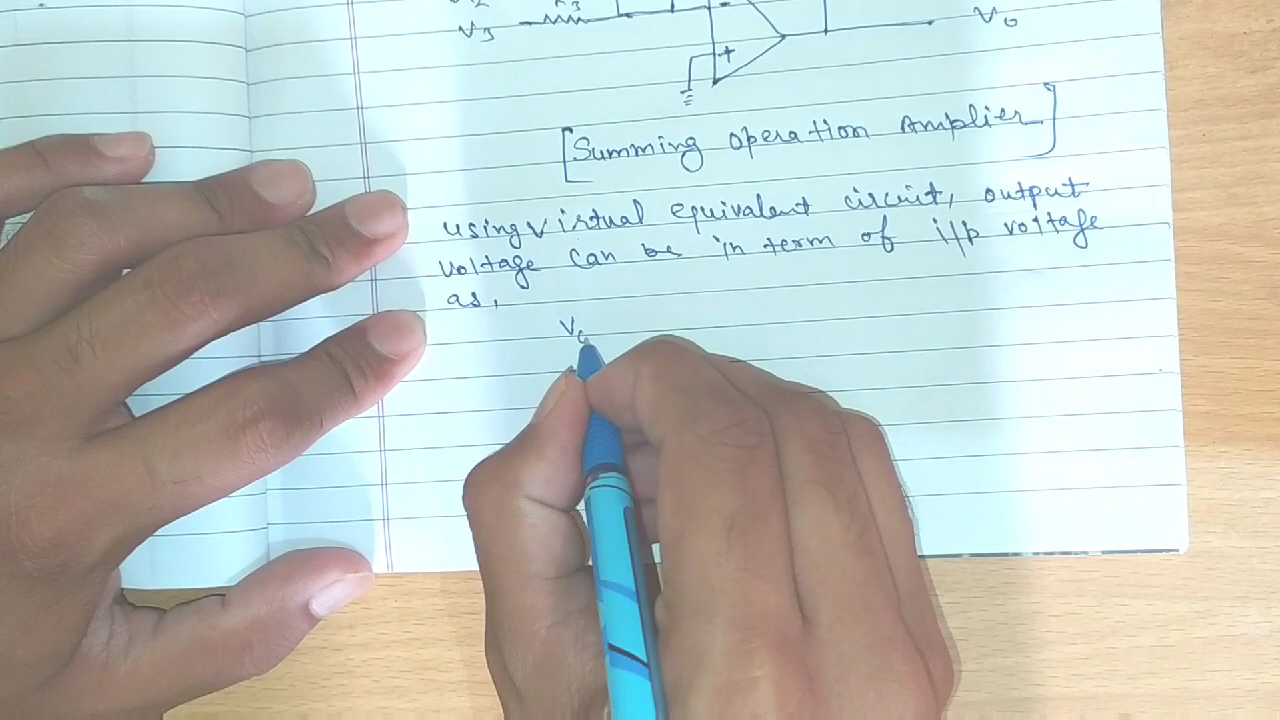 V3 R3 - + Vo
[Summing operation Amplier]
using virtual equivalent circuit, output
voltage can be in term of i/p voltage
as,
Vo